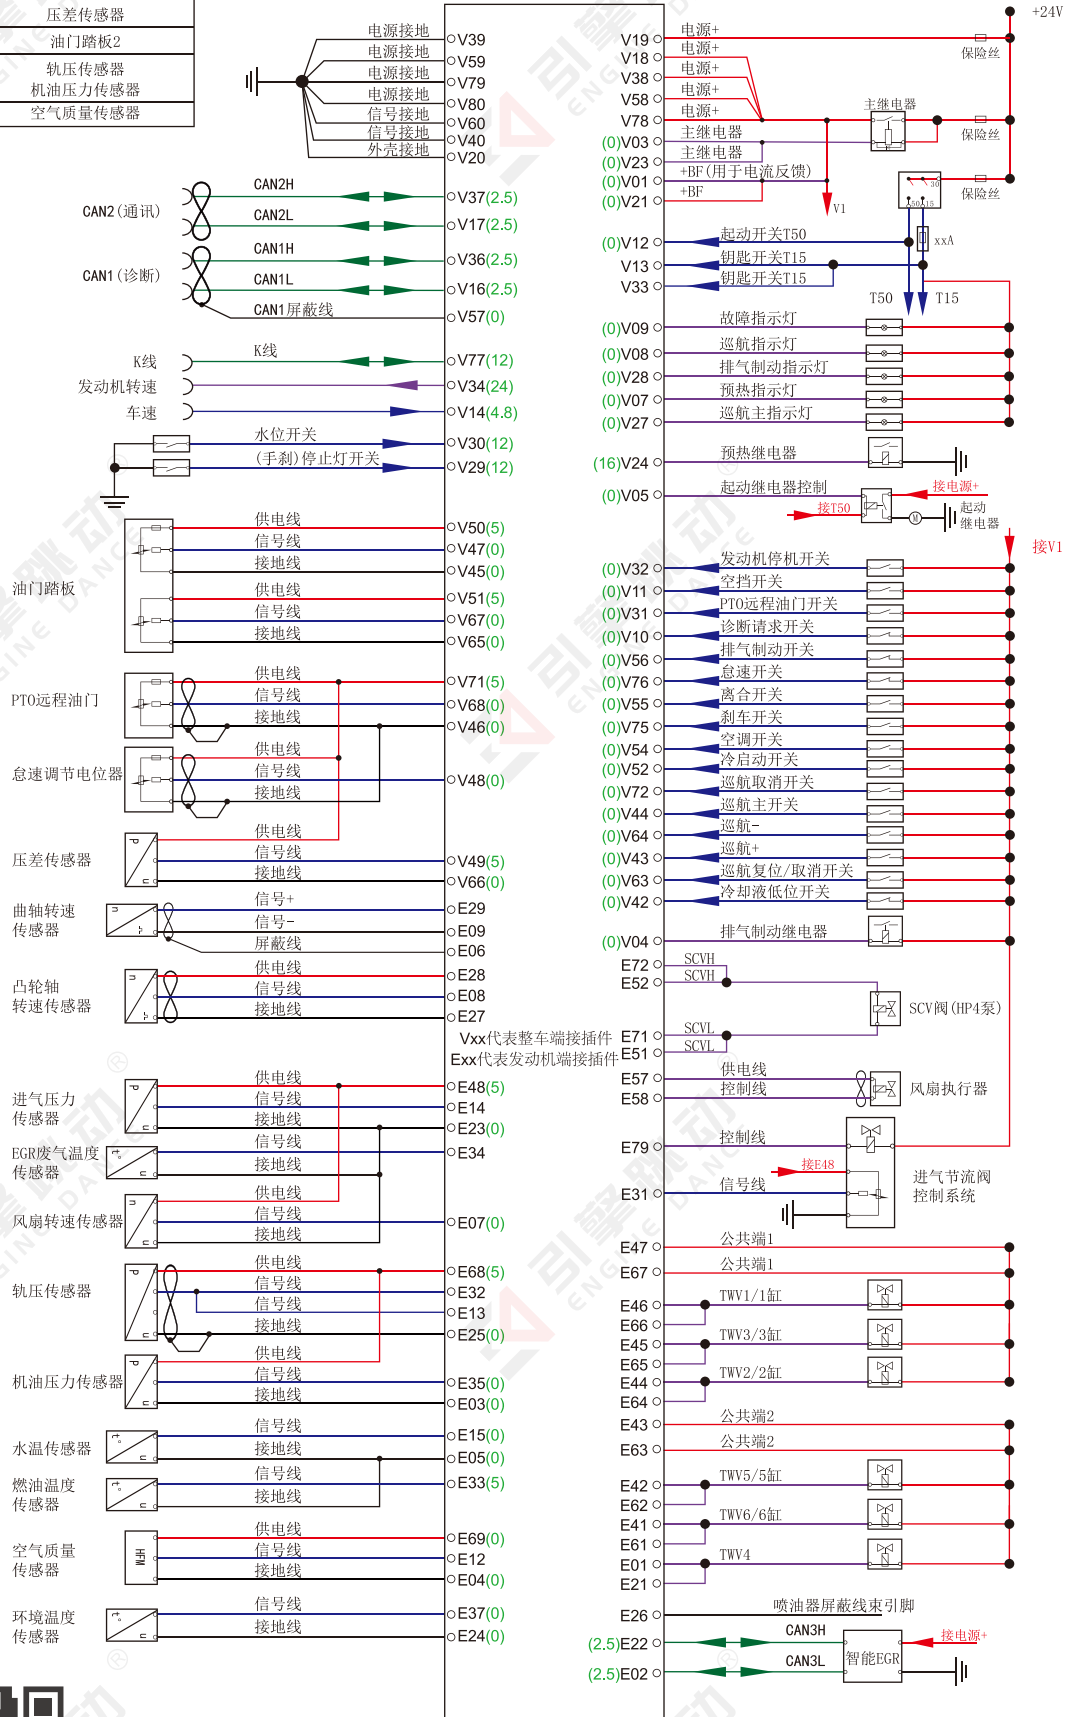 压差传感器
油门踏板2
轨压传感器
机油压力传感器
空气质量传感器
电源接地 V39
电源接地 V59
电源接地 V79
电源接地 V80
信号接地 V60
信号接地 V40
外壳接地 V20
CAN2(通讯)
CAN2H V37(2.5)
CAN2L V17(2.5)
CAN1(诊断)
CAN1H V36(2.5)
CAN1L V16(2.5)
CAN1屏蔽线 V57(0)
K线 K线 V77(12)
发动机转速 V34(24)
车速 V14(4.8)
水位开关 V30(12)
(手刹)停止灯开关 V29(12)
油门踏板
供电线 V50(5)
信号线 V47(0)
接地线 V45(0)
供电线 V51(5)
信号线 V67(0)
接地线 V65(0)
PTO远程油门
供电线 V71(5)
信号线 V68(0)
接地线 V46(0)
怠速调节电位器
供电线
信号线 V48(0)
接地线
压差传感器
P
u
供电线
信号线 V49(5)
接地线 V66(0)
曲轴转速
传感器
n
信号+ E29
信号- E09
屏蔽线 E06
凸轮轴
转速传感器
n
供电线 E28
信号线 E08
接地线 E27
Vxx代表整车端接插件
Exx代表发动机端接插件
进气压力
传感器
P
u
供电线 E48(5)
信号线 E14
接地线 E23(0)
EGR废气温度
传感器
t°
u
信号线 E34
接地线
风扇转速传感器
n
u
供电线
信号线 E07(0)
接地线
轨压传感器
P
u
供电线 E68(5)
信号线 E32
信号线 E13
接地线 E25(0)
机油压力传感器
P
u
供电线
信号线 E35(0)
接地线 E03(0)
水温传感器
t°
u
信号线 E15(0)
接地线 E05(0)
燃油温度
传感器
t°
u
信号线 E33(5)
接地线
空气质量
传感器
HFM
供电线 E69(0)
信号线 E12
接地线 E04(0)
环境温度
传感器
t°
u
信号线 E37(0)
接地线 E24(0)
+24V
V19 电源+
V18 电源+
V38 电源+
V58 电源+
V78 电源+
保险丝
主继电器
保险丝
保险丝
(0)V03 主继电器
(0)V23 主继电器
(0)V01 +BF(用于电流反馈)
(0)V21 +BF
V1
30
50 15
xxA
(0)V12 起动开关T50
V13 钥匙开关T15
V33 钥匙开关T15
T50 T15
(0)V09 故障指示灯
(0)V08 巡航指示灯
(0)V28 排气制动指示灯
(0)V07 预热指示灯
(0)V27 巡航主指示灯
(16)V24 预热继电器
(0)V05 起动继电器控制
接电源+
接T50
M
起动
继电器
接V1
(0)V32 发动机停机开关
(0)V11 空挡开关
(0)V31 PTO远程油门开关
(0)V10 诊断请求开关
(0)V56 排气制动开关
(0)V76 怠速开关
(0)V55 离合开关
(0)V75 刹车开关
(0)V54 空调开关
(0)V52 冷启动开关
(0)V72 巡航取消开关
(0)V44 巡航主开关
(0)V64 巡航-
(0)V43 巡航+
(0)V63 巡航复位/取消开关
(0)V42 冷却液低位开关
(0)V04 排气制动继电器
E72 SCVH
E52 SCVH
SCV阀(HP4泵)
E71 SCVL
E51 SCVL
E57 供电线
E58 控制线
风扇执行器
E79 控制线
接E48
E31 信号线
进气节流阀
控制系统
E47 公共端1
E67 公共端1
E46 TWV1/1缸
E66
E45 TWV3/3缸
E65
E44 TWV2/2缸
E64
E43 公共端2
E63 公共端2
E42 TWV5/5缸
E62
E41 TWV6/6缸
E61
E01 TWV4
E21
E26 喷油器屏蔽线束引脚
(2.5)E22 CAN3H
(2.5)E02 CAN3L
智能EGR
接电源+
引擎脉动
ENGINE DANCE
®